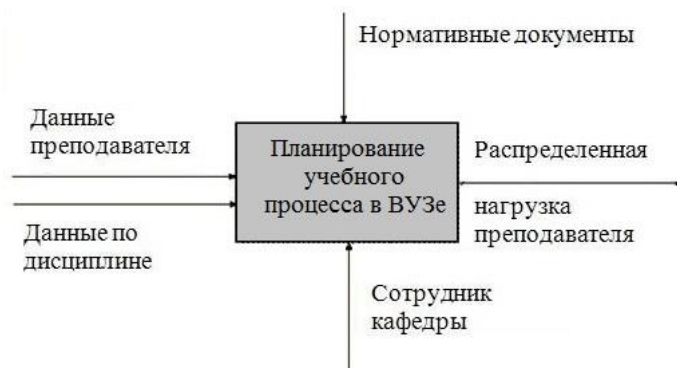 Нормативные документы
Данные
преподавателя
Планирование
учебного
процесса в ВУЗе
Распределенная
нагрузка
преподавателя
Данные по
дисциплине
Сотрудник
кафедры